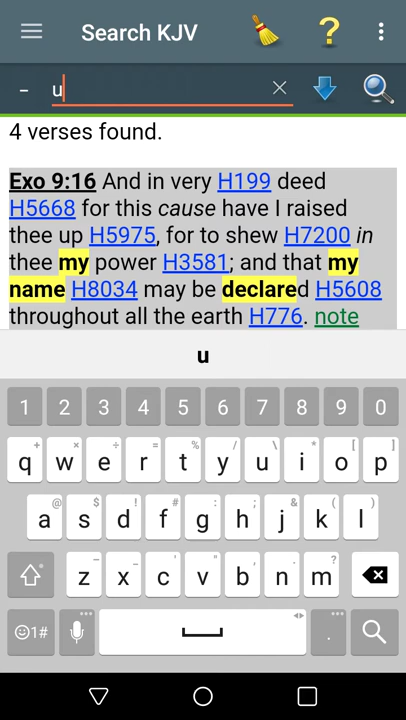 Search KJV
?
- u
4 verses found.
Exo 9:16 And in very H199 deed
H5668 for this cause have I raised
thee up H5975, for to shew H7200 in
thee my power H3581; and that my
name H8034 may be declared H5608
throughout all the earth H776. note
u
1 2 3 4 5 6 7 8 9 0
+ × ÷ = % / \ * [ ]
q w e r t y u i o p
@ $ ! # : ; & ( )
a s d f g h j k l
_ - ' " , ?
z x c v b n m
☺1# .